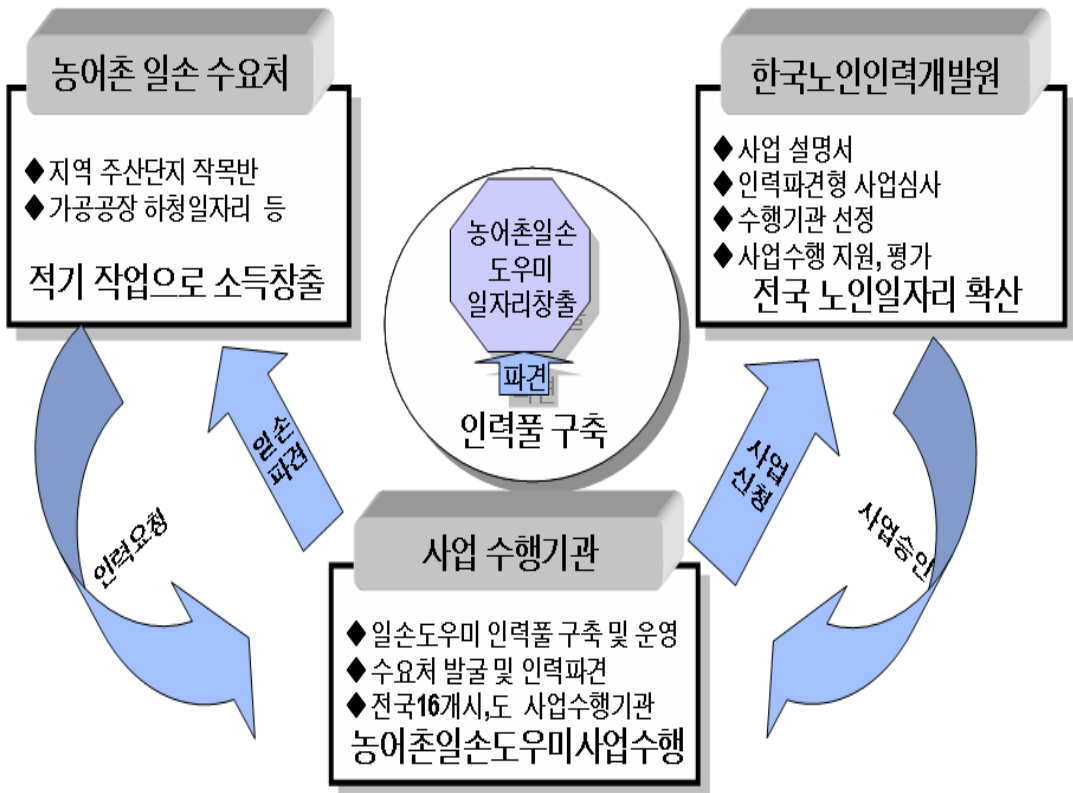 농어촌 일손 수요처
◆지역 주산단지 작목반
◆가공공장 하청일자리 등
적기 작업으로 소득창출
한국노인인력개발원
◆사업 설명서
◆인력파견형 사업심사
◆수행기관 선정
◆사업수행 지원, 평가
전국 노인일자리 확산
농어촌일손
도우미
일자리창출
파견
인력풀 구축
일손
파견
인력요청
사업
신청
사업승인
사업 수행기관
◆일손도우미 인력풀 구축 및 운영
◆수요처 발굴 및 인력파견
◆전국16개시,도 사업수행기관
농어촌일손도우미사업수행